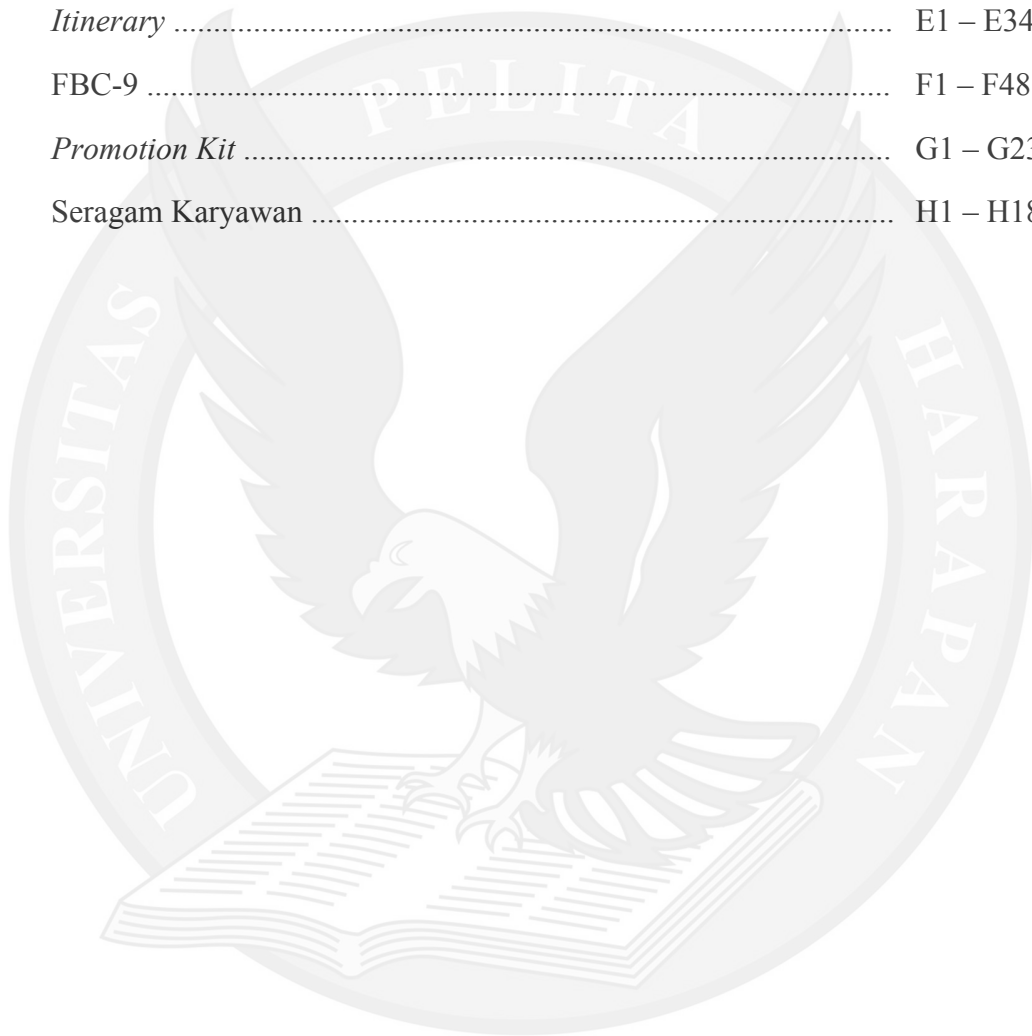 Itinerary ........................................................................................ E1 – E34
FBC-9 ........................................................................................... F1 – F48
Promotion Kit ............................................................................... G1 – G23
Seragam Karyawan ....................................................................... H1 – H18
UNIVERSITAS PELITA HARAPAN